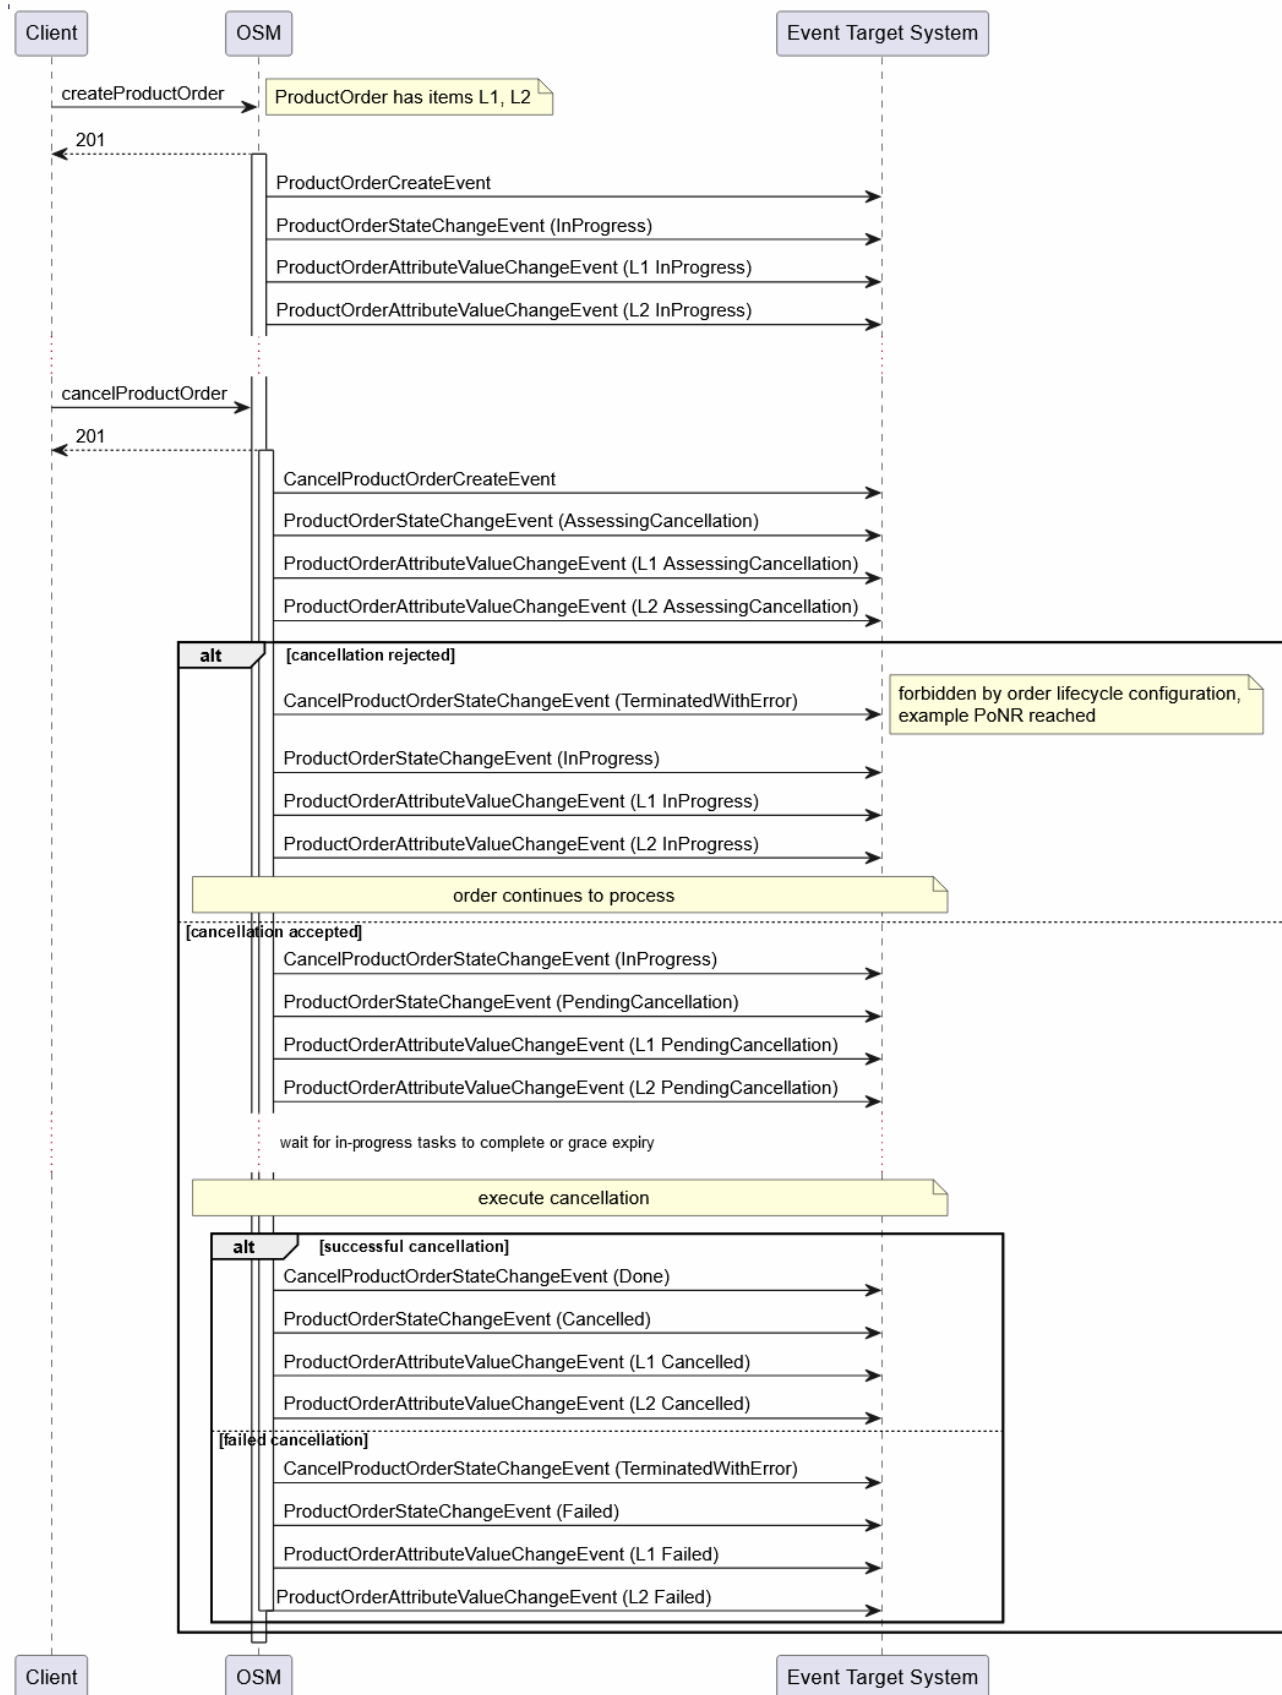 Client
OSM
Event Target System
createProductOrder
ProductOrder has items L1, L2
201
ProductOrderCreateEvent
ProductOrderStateChangeEvent (InProgress)
ProductOrderAttributeValueChangeEvent (L1 InProgress)
ProductOrderAttributeValueChangeEvent (L2 InProgress)
cancelProductOrder
201
CancelProductOrderCreateEvent
ProductOrderStateChangeEvent (AssessingCancellation)
ProductOrderAttributeValueChangeEvent (L1 AssessingCancellation)
ProductOrderAttributeValueChangeEvent (L2 AssessingCancellation)
alt
[cancellation rejected]
CancelProductOrderStateChangeEvent (TerminatedWithError)
forbidden by order lifecycle configuration,
example PoNR reached
ProductOrderStateChangeEvent (InProgress)
ProductOrderAttributeValueChangeEvent (L1 InProgress)
ProductOrderAttributeValueChangeEvent (L2 InProgress)
order continues to process
[cancellation accepted]
CancelProductOrderStateChangeEvent (InProgress)
ProductOrderStateChangeEvent (PendingCancellation)
ProductOrderAttributeValueChangeEvent (L1 PendingCancellation)
ProductOrderAttributeValueChangeEvent (L2 PendingCancellation)
wait for in-progress tasks to complete or grace expiry
execute cancellation
alt
[successful cancellation]
CancelProductOrderStateChangeEvent (Done)
ProductOrderStateChangeEvent (Cancelled)
ProductOrderAttributeValueChangeEvent (L1 Cancelled)
ProductOrderAttributeValueChangeEvent (L2 Cancelled)
[failed cancellation]
CancelProductOrderStateChangeEvent (TerminatedWithError)
ProductOrderStateChangeEvent (Failed)
ProductOrderAttributeValueChangeEvent (L1 Failed)
ProductOrderAttributeValueChangeEvent (L2 Failed)
Client
OSM
Event Target System